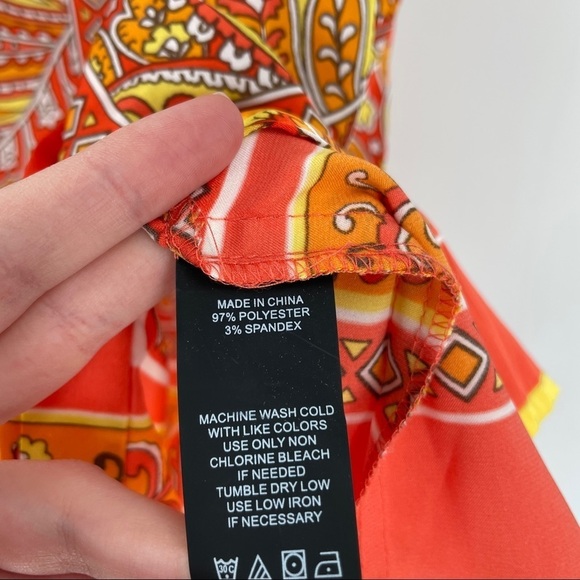 MADE IN CHINA
97% POLYESTER
3% SPANDEX
MACHINE WASH COLD
WITH LIKE COLORS
USE ONLY NON
CHLORINE BLEACH
IF NEEDED
TUMBLE DRY LOW
USE LOW IRON
IF NECESSARY
30C